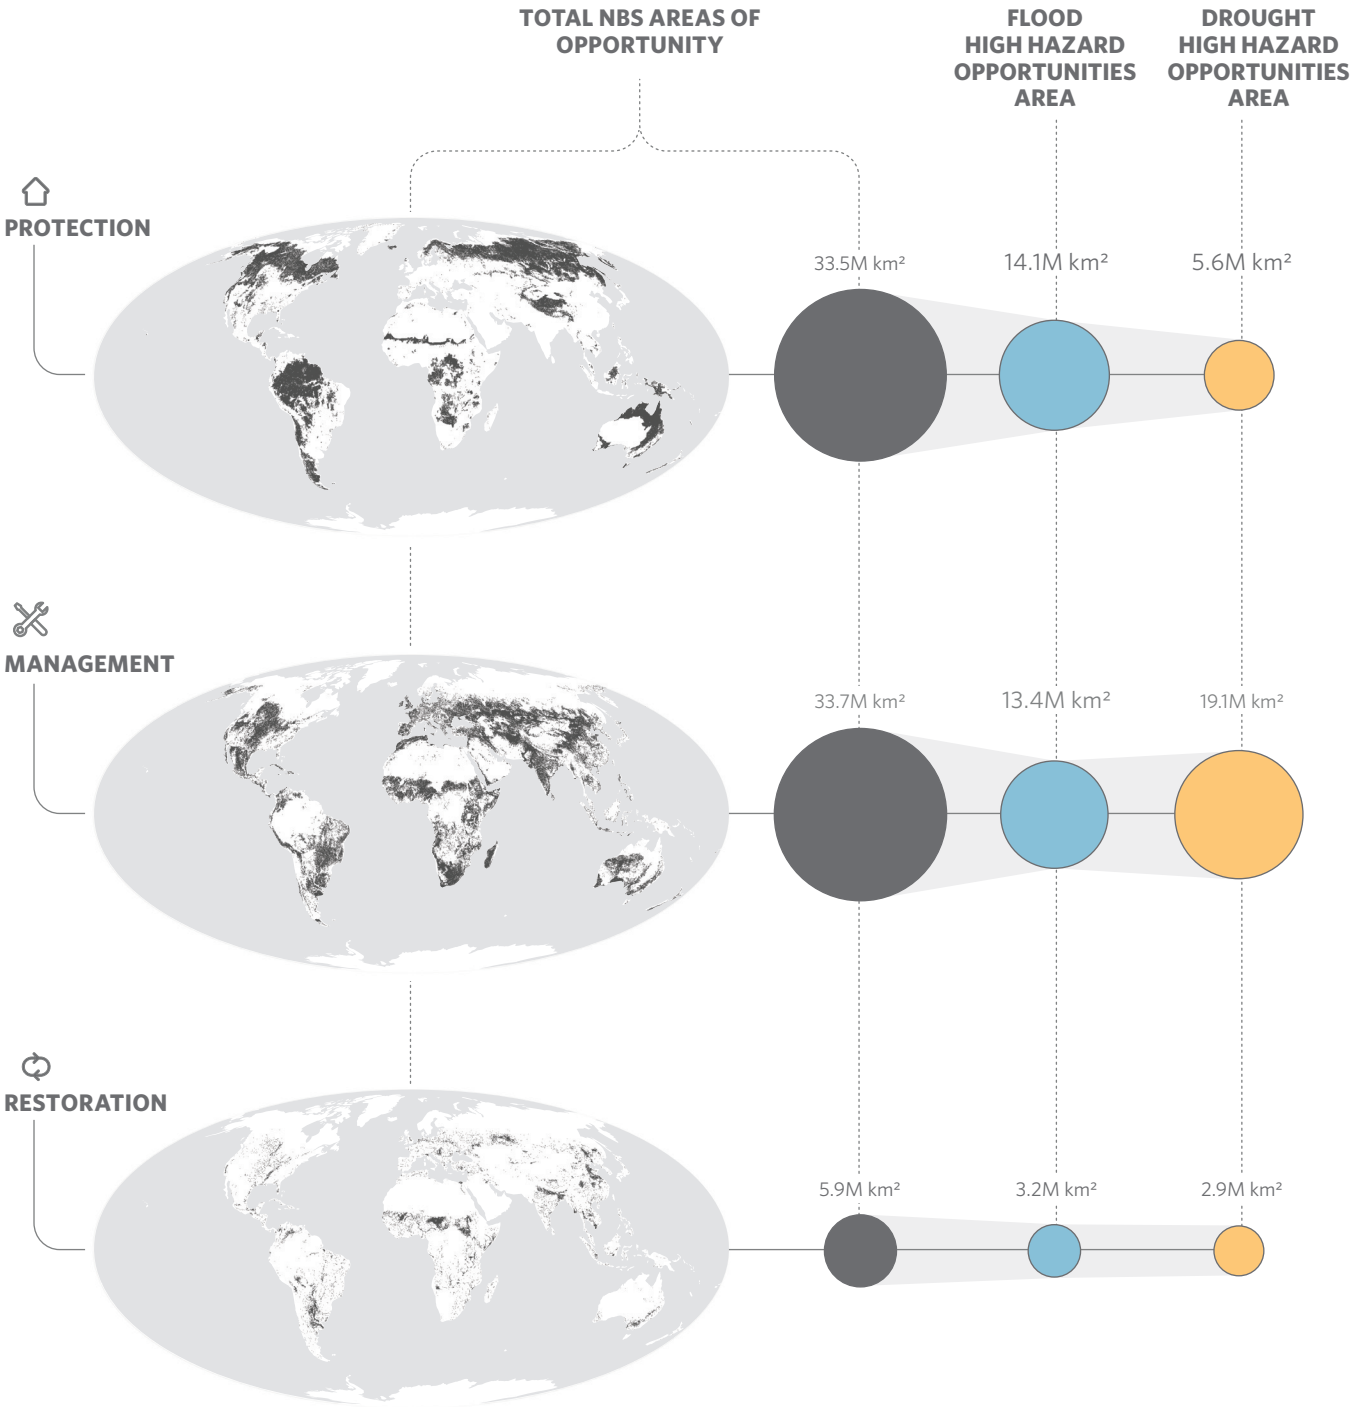 TOTAL NBS AREAS OF
OPPORTUNITY
FLOOD
HIGH HAZARD
OPPORTUNITIES
AREA
DROUGHT
HIGH HAZARD
OPPORTUNITIES
AREA
PROTECTION
33.5M km²
14.1M km²
5.6M km²
MANAGEMENT
33.7M km²
13.4M km²
19.1M km²
RESTORATION
5.9M km²
3.2M km²
2.9M km²